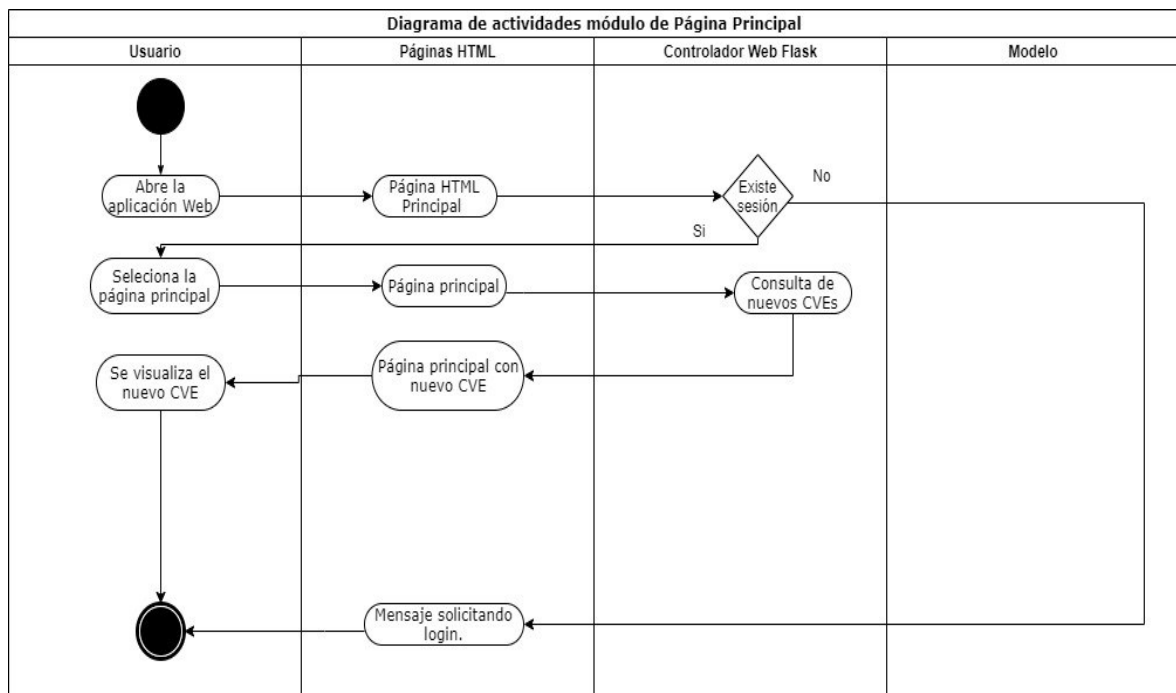 Diagrama de actividades módulo de Página Principal
Usuario
Páginas HTML
Controlador Web Flask
Modelo
Abre la
aplicación Web
Página HTML
Principal
Existe
sesión
No
Si
Seleciona la
página principal
Página principal
Consulta de
nuevos CVEs
Se visualiza el
nuevo CVE
Página principal con
nuevo CVE
Mensaje solicitando
login.